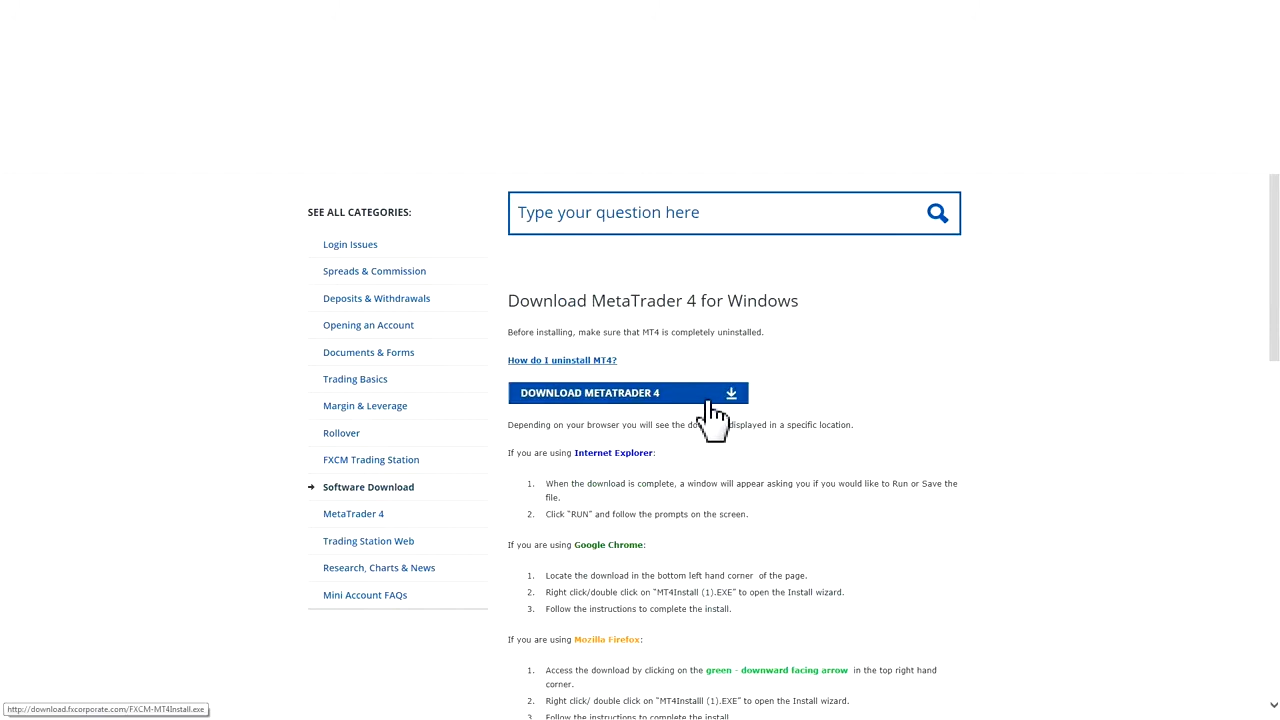 SEE ALL CATEGORIES:
Login Issues
Spreads & Commission
Deposits & Withdrawals
Opening an Account
Documents & Forms
Trading Basics
Margin & Leverage
Rollover
FXCM Trading Station
Software Download
MetaTrader 4
Trading Station Web
Research, Charts & News
Mini Account FAQs
Type your question here
Download MetaTrader 4 for Windows
Before installing, make sure that MT4 is completely uninstalled.
How do I uninstall MT4?
DOWNLOAD METATRADER 4
Depending on your browser you will see the displayed in a specific location.
If you are using Internet Explorer:
1. When the download is complete, a window will appear asking you if you would like to Run or Save the
file.
2. Click "RUN" and follow the prompts on the screen.
If you are using Google Chrome:
1. Locate the download in the bottom left hand corner of the page.
2. Right click/double click on "MT4Install (1).EXE" to open the Install wizard.
3. Follow the instructions to complete the install.
If you are using Mozilla Firefox:
1. Access the download by clicking on the green - downward facing arrow in the top right hand
corner.
2. Right click/ double click on "MT4Installl (1).EXE" to open the Install wizard.
3. Follow the instructions to complete the install.
http://download.fxcorporate.com/FXCM-MT4Install.exe